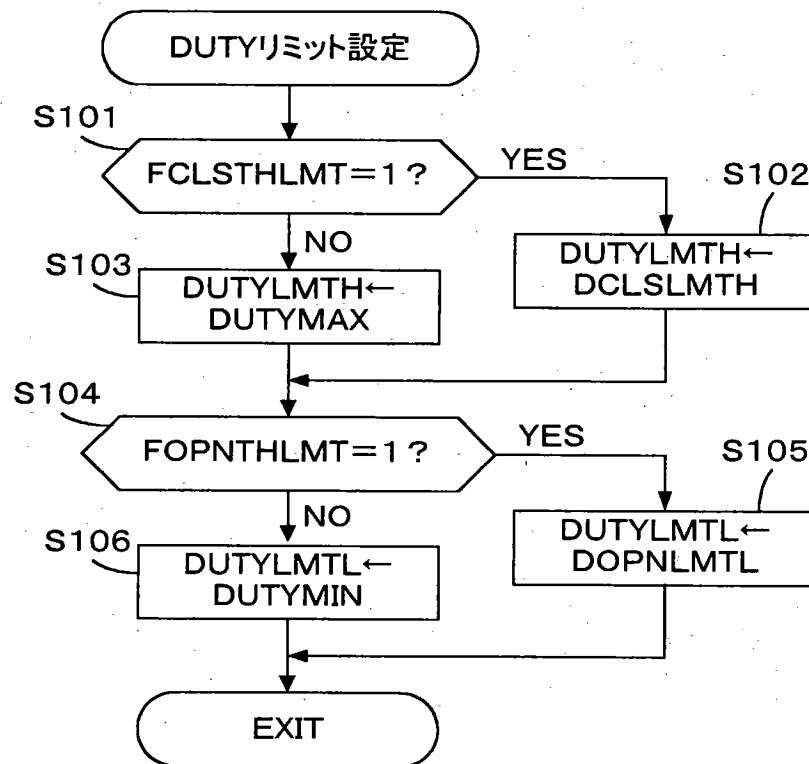 DUTYリミット設定
S101
FCLSTHLMT=1?
YES
S102
DUTYLMTH←
DCLSLMTH
NO
S103
DUTYLMTH←
DUTYMAX
S104
FOPNTHLMT=1?
YES
S105
DUTYLMTL←
DOPNLMTL
NO
S106
DUTYLMTL←
DUTYMIN
EXIT